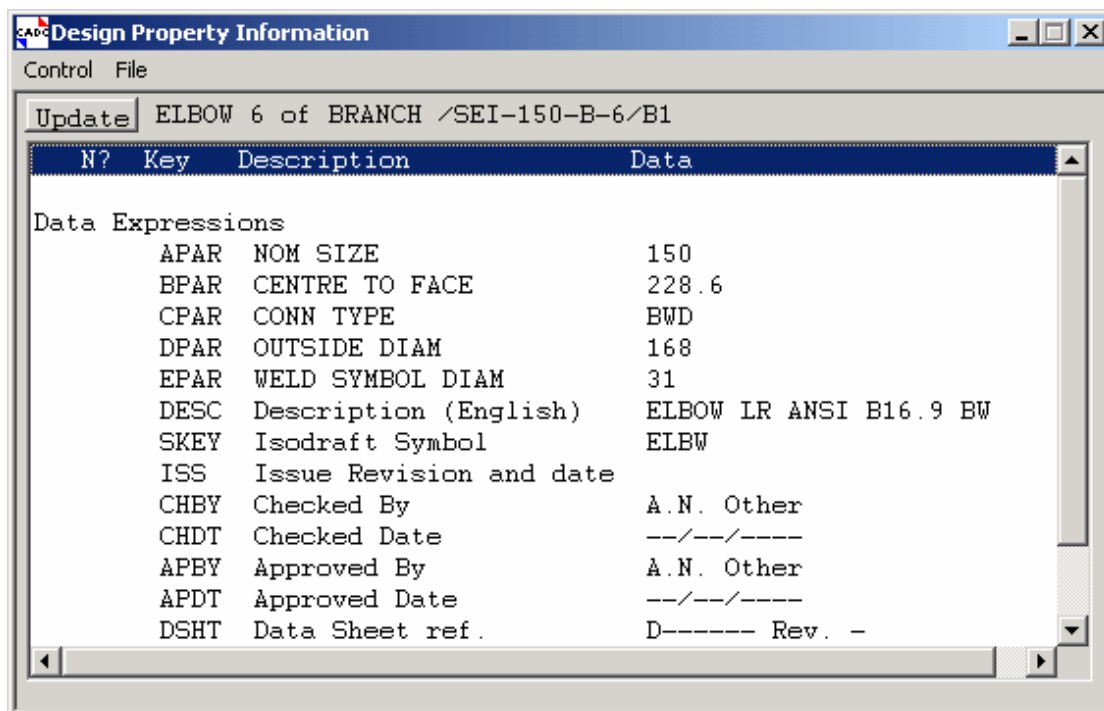 CADC Design Property Information
Control File
Update ELBOW 6 of BRANCH /SEI-150-B-6/B1
N? Key Description Data
Data Expressions
APAR NOM SIZE 150
BPAR CENTRE TO FACE 228.6
CPAR CONN TYPE BWD
DPAR OUTSIDE DIAM 168
EPAR WELD SYMBOL DIAM 31
DESC Description (English) ELBOW LR ANSI B16.9 BW
SKEY Isodraft Symbol ELBW
ISS Issue Revision and date
CHBY Checked By A.N. Other
CHDT Checked Date --/--/----
APBY Approved By A.N. Other
APDT Approved Date --/--/----
DSHT Data Sheet ref. D------ Rev. -